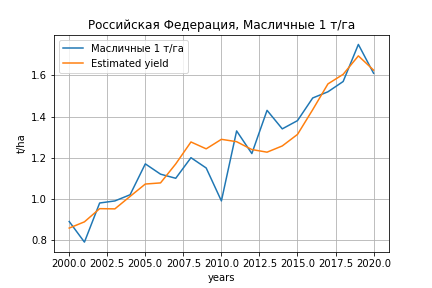 Российская Федерация, Масличные 1 т/га
Масличные 1 т/га
Estimated yield
t/ha
1.6
1.4
1.2
1.0
0.8
2000.0 2002.5 2005.0 2007.5 2010.0 2012.5 2015.0 2017.5 2020.0
years